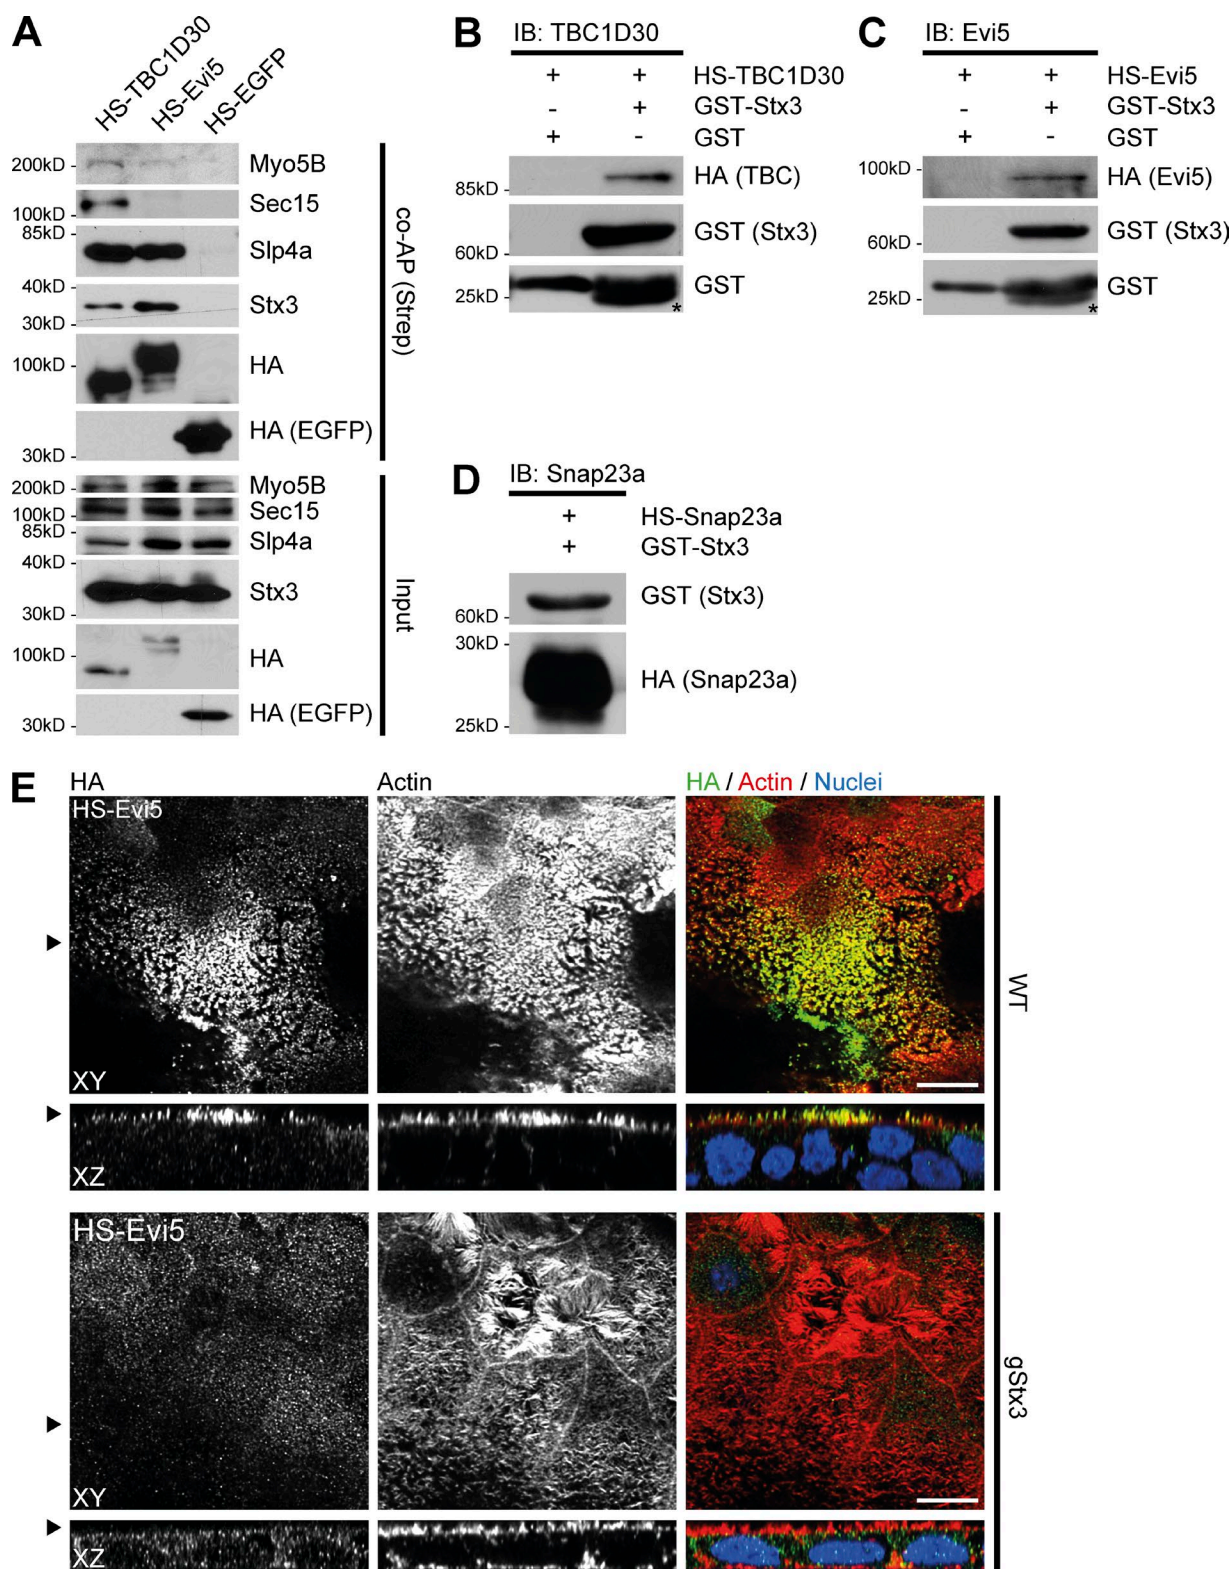 A
HS-TBC1D30
HS-Evi5
HS-EGFP
200kD
Myo5B
100kD
Sec15
85kD
Slp4a
40kD
Stx3
30kD
100kD
HA
HA (EGFP)
30kD
co-AP (Strep)
200kD
Myo5B
100kD
Sec15
85kD
Slp4a
40kD
Stx3
30kD
100kD
HA
30kD
HA (EGFP)
Input
B
IB: TBC1D30
+ + HS-TBC1D30
- + GST-Stx3
+ - GST
85kD
HA (TBC)
GST (Stx3)
60kD
25kD
GST
*
C
IB: Evi5
+ + HS-Evi5
- + GST-Stx3
+ - GST
100kD
HA (Evi5)
60kD
GST (Stx3)
25kD
GST
*
D
IB: Snap23a
+ HS-Snap23a
+ GST-Stx3
60kD
GST (Stx3)
30kD
HA (Snap23a)
25kD
E
HA
Actin
HA / Actin / Nuclei
HS-Evi5
XY
XZ
WT
HS-Evi5
XY
XZ
gStx3